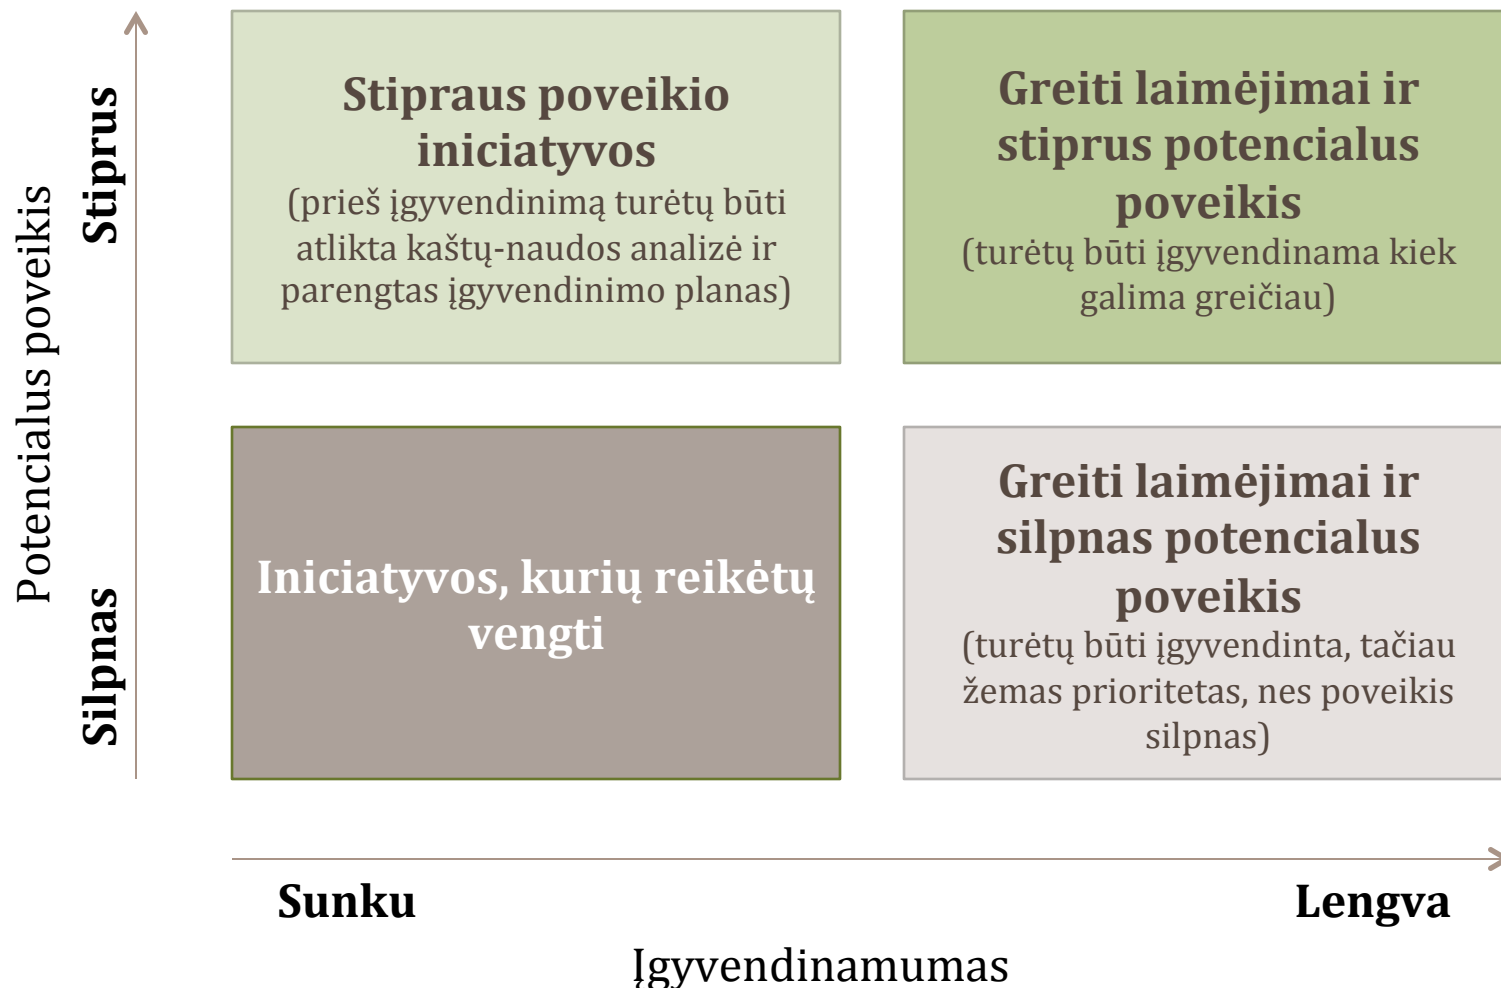 Potencialus poveikis
Stiprus
Silpnas
Stipraus poveikio
iniciatyvos
(prieš įgyvendinimą turėtų būti
atlikta kaštų-naudos analizė ir
parengtas įgyvendinimo planas)
Greiti laimėjimai ir
stiprus potencialus
poveikis
(turėtų būti įgyvendinama kiek
galima greičiau)
Iniciatyvos, kurių reikėtų
vengti
Greiti laimėjimai ir
silpnas potencialus
poveikis
(turėtų būti įgyvendinta, tačiau
žemas prioritetas, nes poveikis
silpnas)
Sunku
Lengva
Įgyvendinamumas